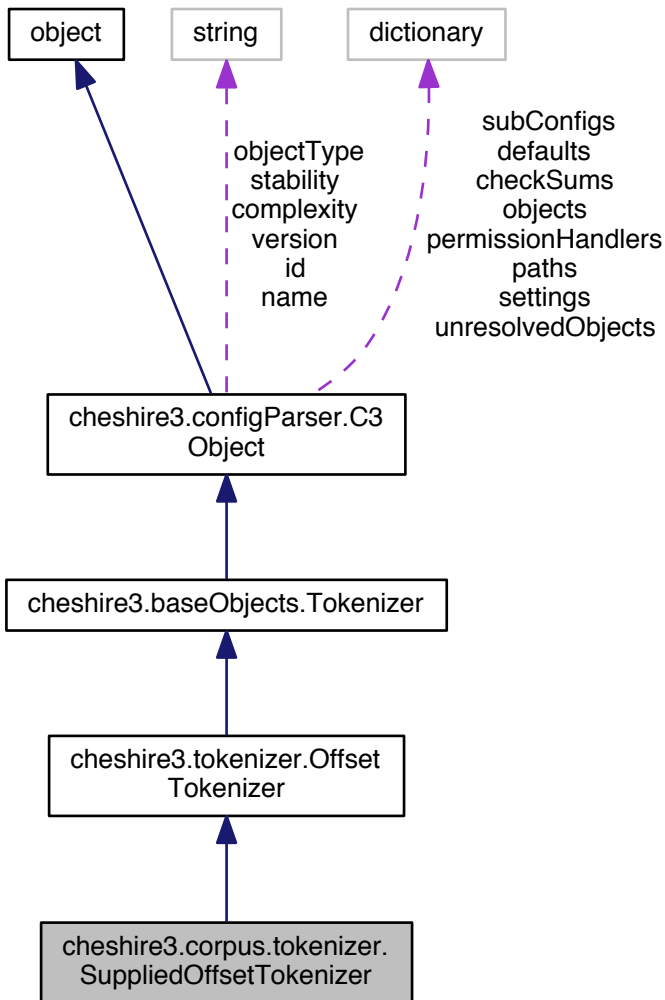 object
string
dictionary
objectType
stability
complexity
version
id
name
subConfigs
defaults
checkSums
objects
permissionHandlers
paths
settings
unresolvedObjects
cheshire3.configParser.C3
Object
cheshire3.baseObjects.Tokenizer
cheshire3.tokenizer.Offset
Tokenizer
cheshire3.corpus.tokenizer.
SuppliedOffsetTokenizer